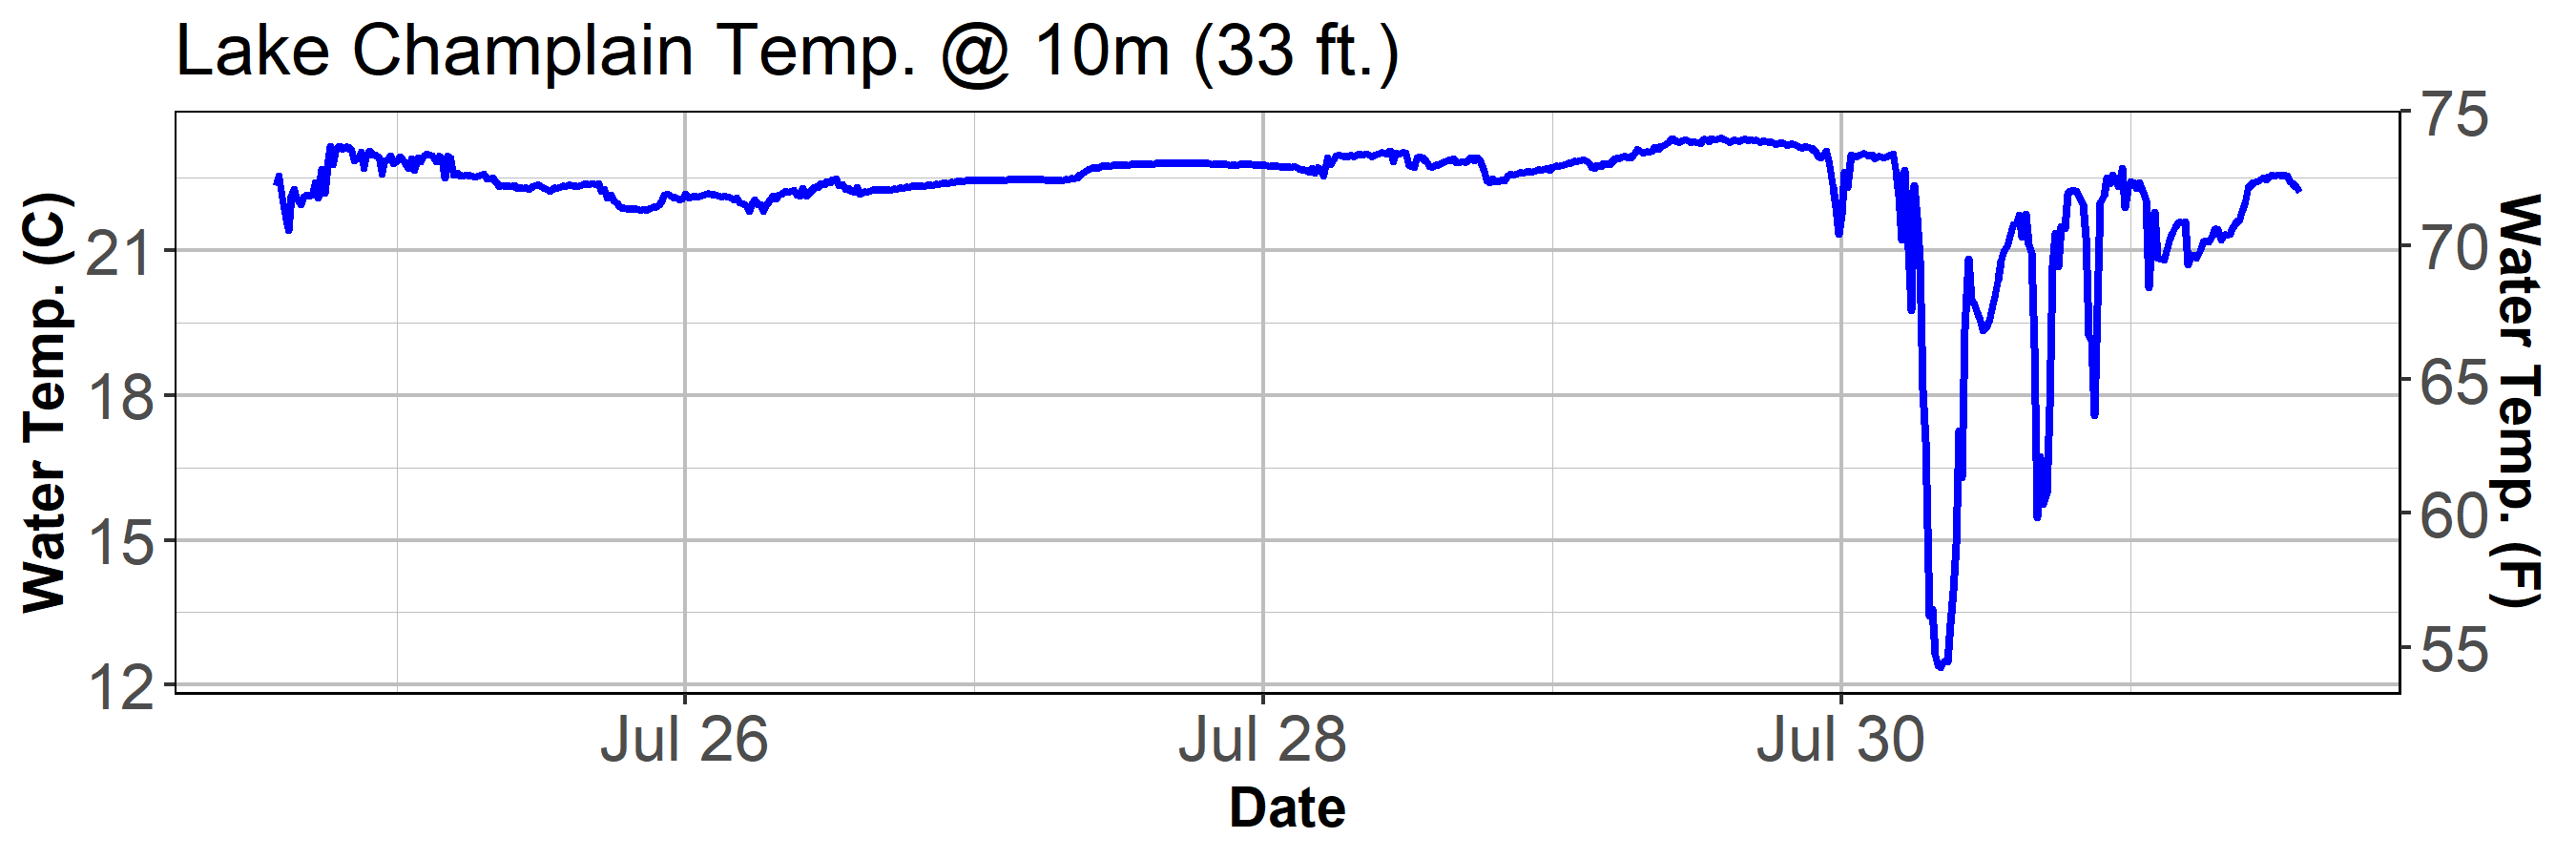 Lake Champlain Temp. @ 10m (33 ft.)
Water Temp. (C)
21
18
15
12
75
70
65
60
55
Water Temp. (F)
Jul 26
Jul 28
Jul 30
Date